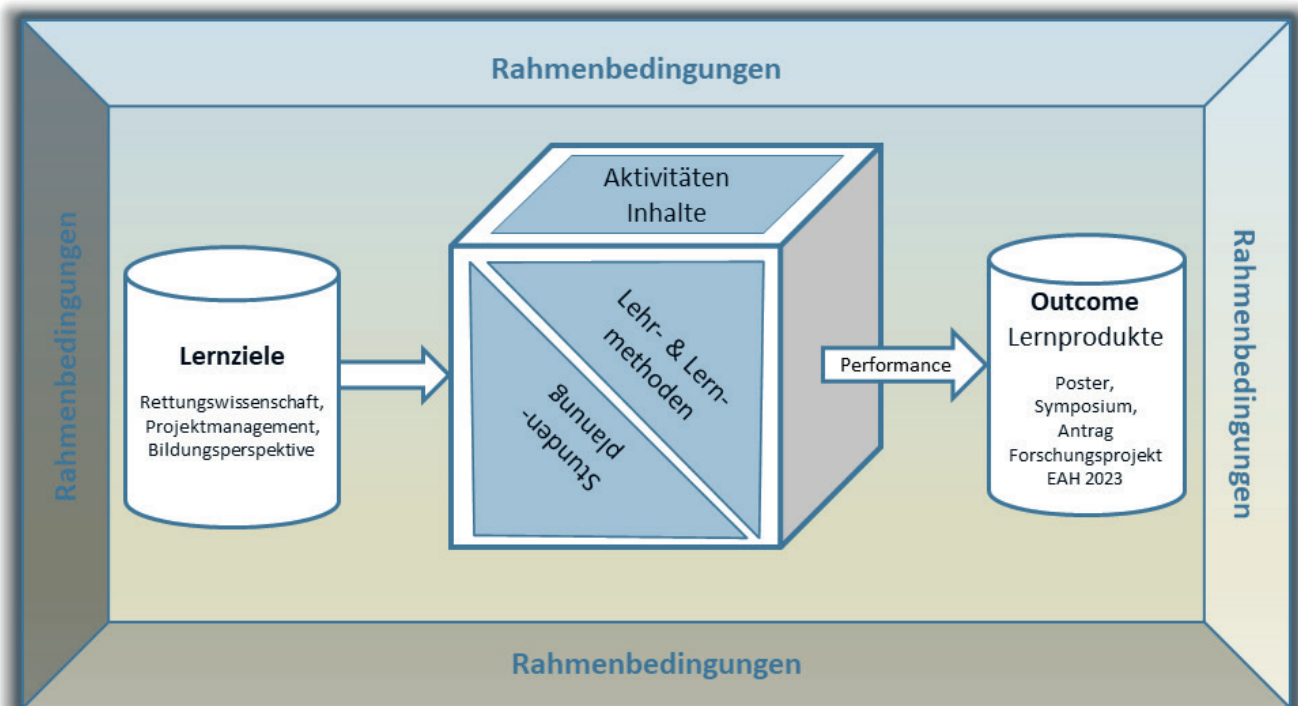 Rahmenbedingungen
Rahmenbedingungen
Lernziele
Rettungswissenschaft,
Projektmanagement,
Bildungsperspektive
Aktivitäten
Inhalte
Lehr- & Lern-
methoden
Stunden-
planung
Performance
Outcome
Lernprodukte
Poster,
Symposium,
Antrag
Forschungsprojekt
EAH 2023
Rahmenbedingungen
Rahmenbedingungen